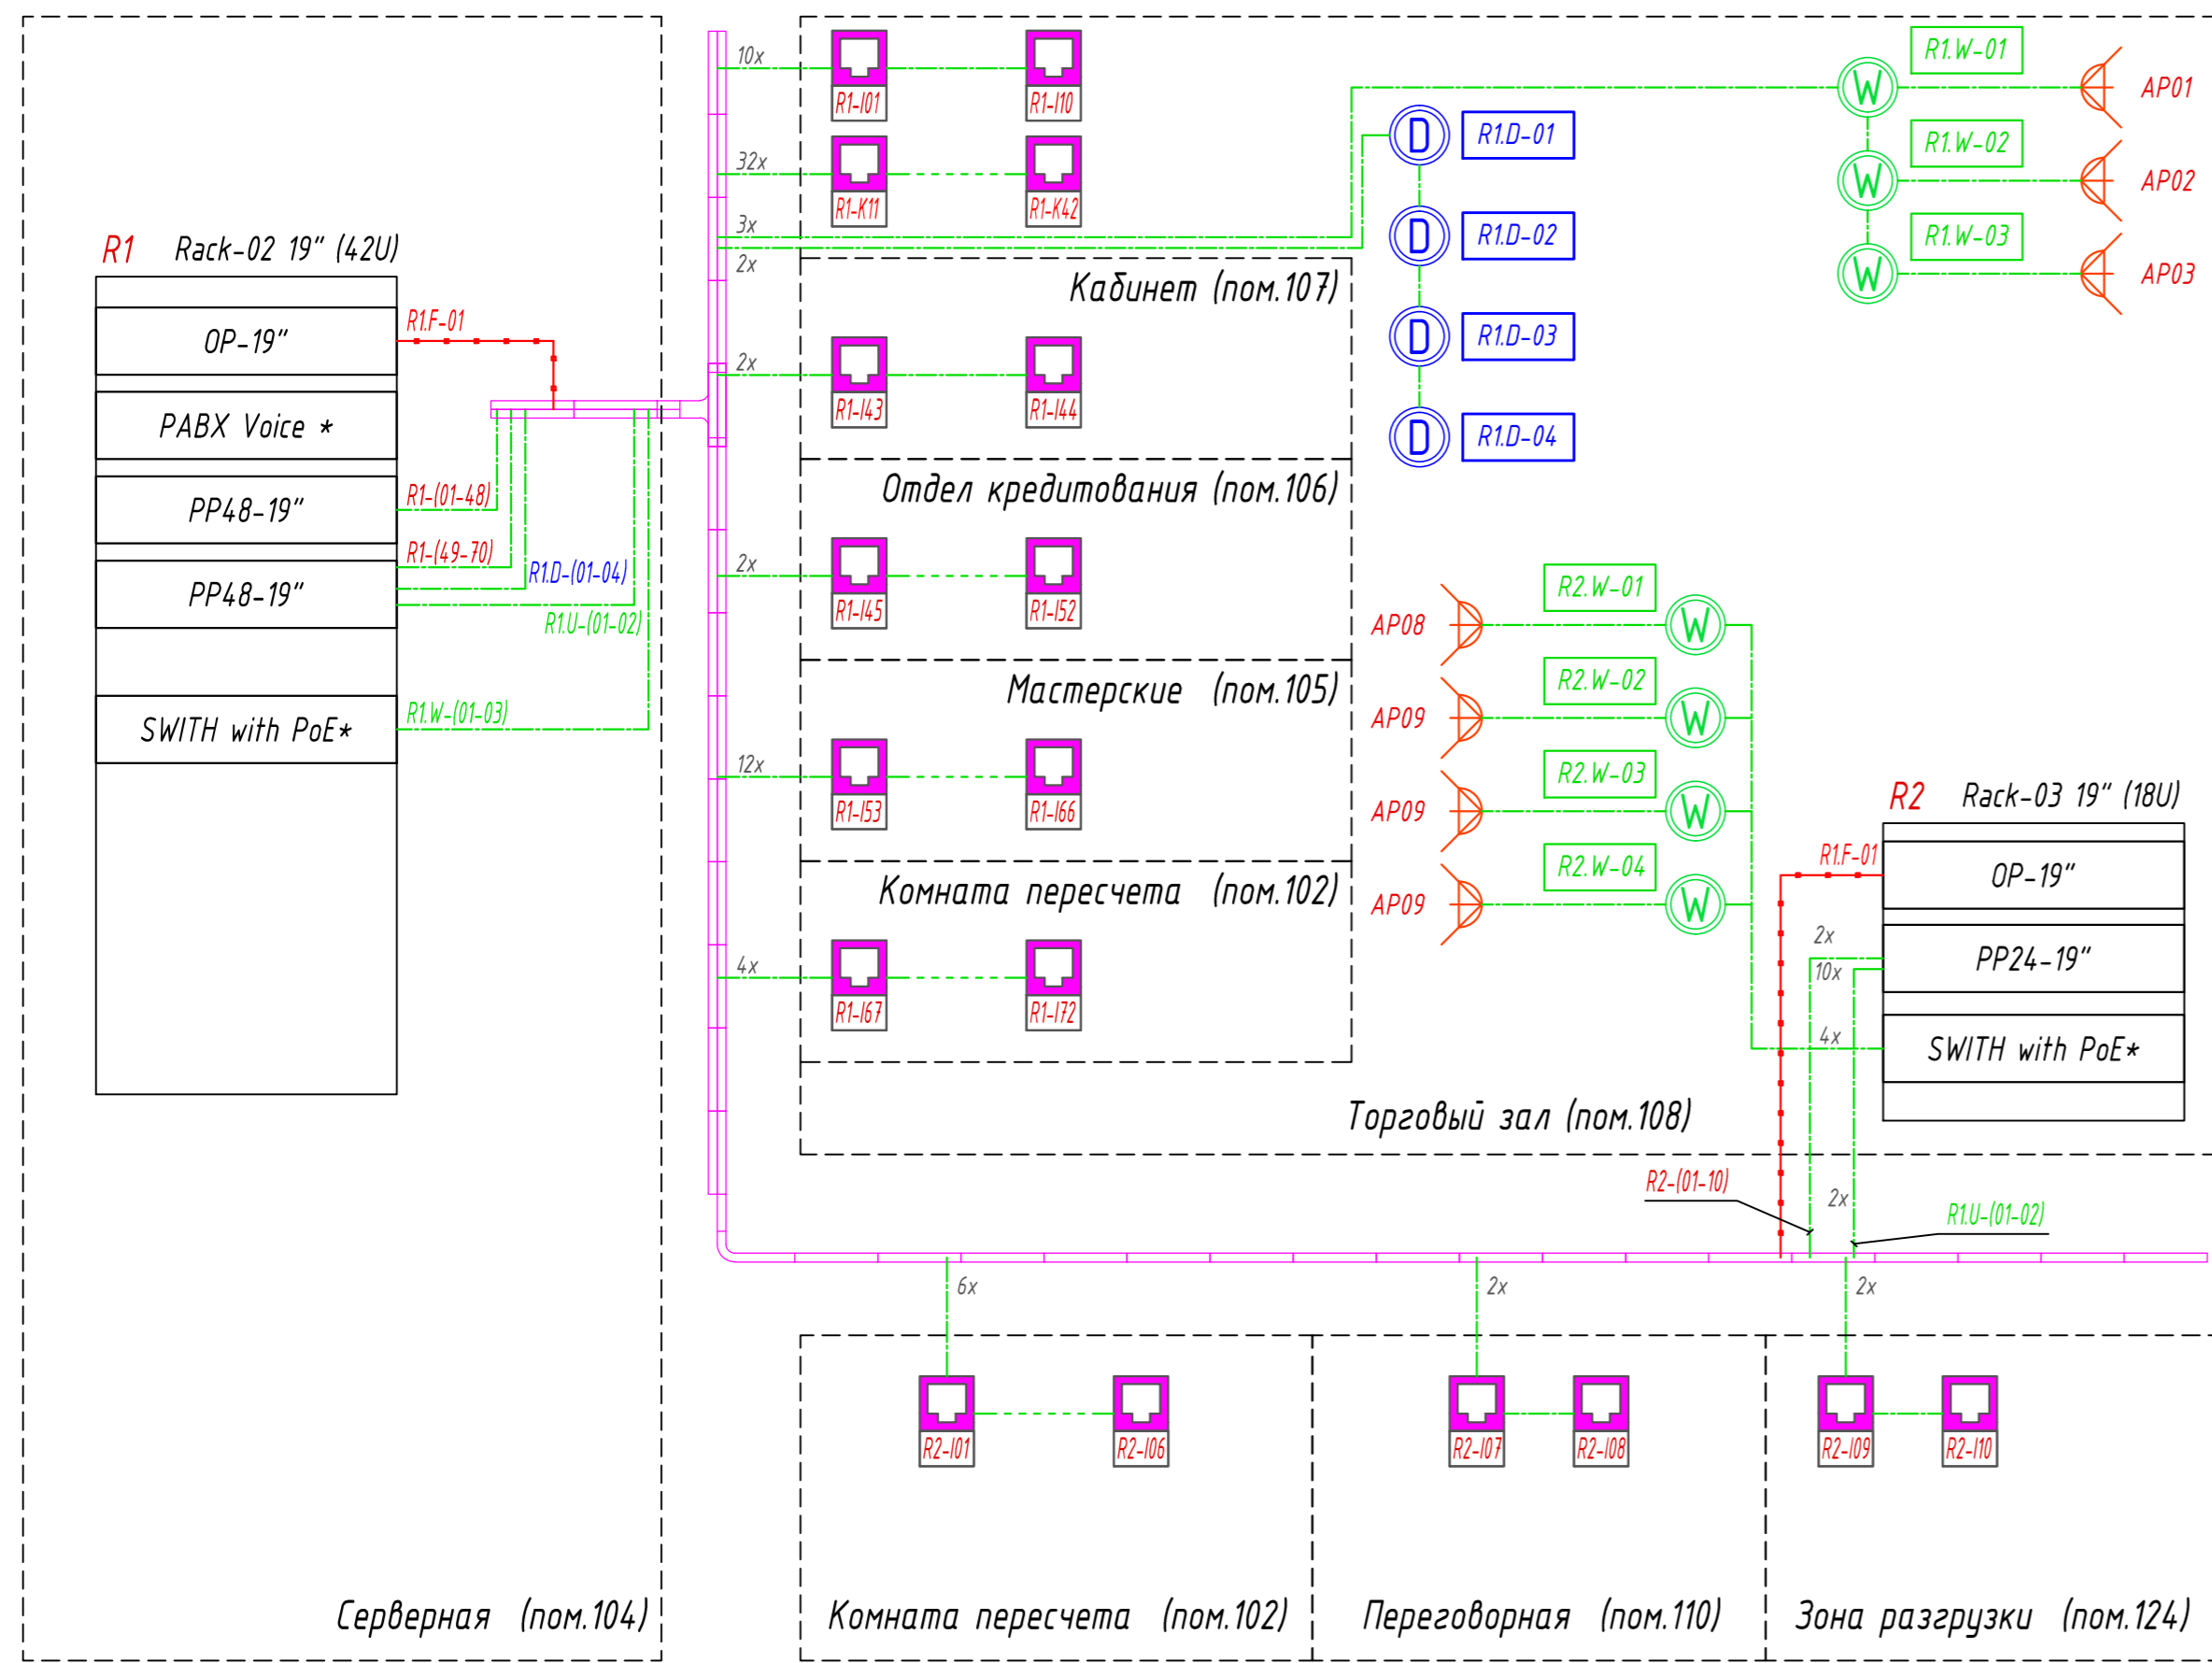 R1 Rack-02 19" (42U)
OP-19"
R1.F-01
PABX Voice *
PP48-19"
R1-(01-48)
PP48-19"
R1-(49-70)
R1.D-(01-04)
R1.U-(01-02)
SWITH with PoE*
R1.W-(01-03)
Серверная (пом.104)
10x
R1-I01
R1-I10
32x
R1-K11
R1-K42
3x
2x
R1.D-01
R1.D-02
R1.D-03
R1.D-04
R1.W-01
AP01
R1.W-02
AP02
R1.W-03
AP03
Кабинет (пом.107)
2x
R1-I43
R1-I44
Отдел кредитования (пом.106)
2x
R1-I45
R1-I52
Мастерские (пом.105)
12x
R1-I53
R1-I66
Комната пересчета (пом.102)
4x
R1-I67
R1-I72
D
D
D
D
W
W
W
AP08
R2.W-01
W
AP09
R2.W-02
W
AP09
R2.W-03
W
AP09
R2.W-04
W
R2 Rack-03 19" (18U)
R1.F-01
OP-19"
2x
10x
PP24-19"
4x
SWITH with PoE*
Торговый зал (пом.108)
R2-(01-10)
2x
R1.U-(01-02)
6x
2x
2x
R2-I01
R2-I06
R2-I07
R2-I08
R2-I09
R2-I10
Комната пересчета (пом.102)
Переговорная (пом.110)
Зона разгрузки (пом.124)